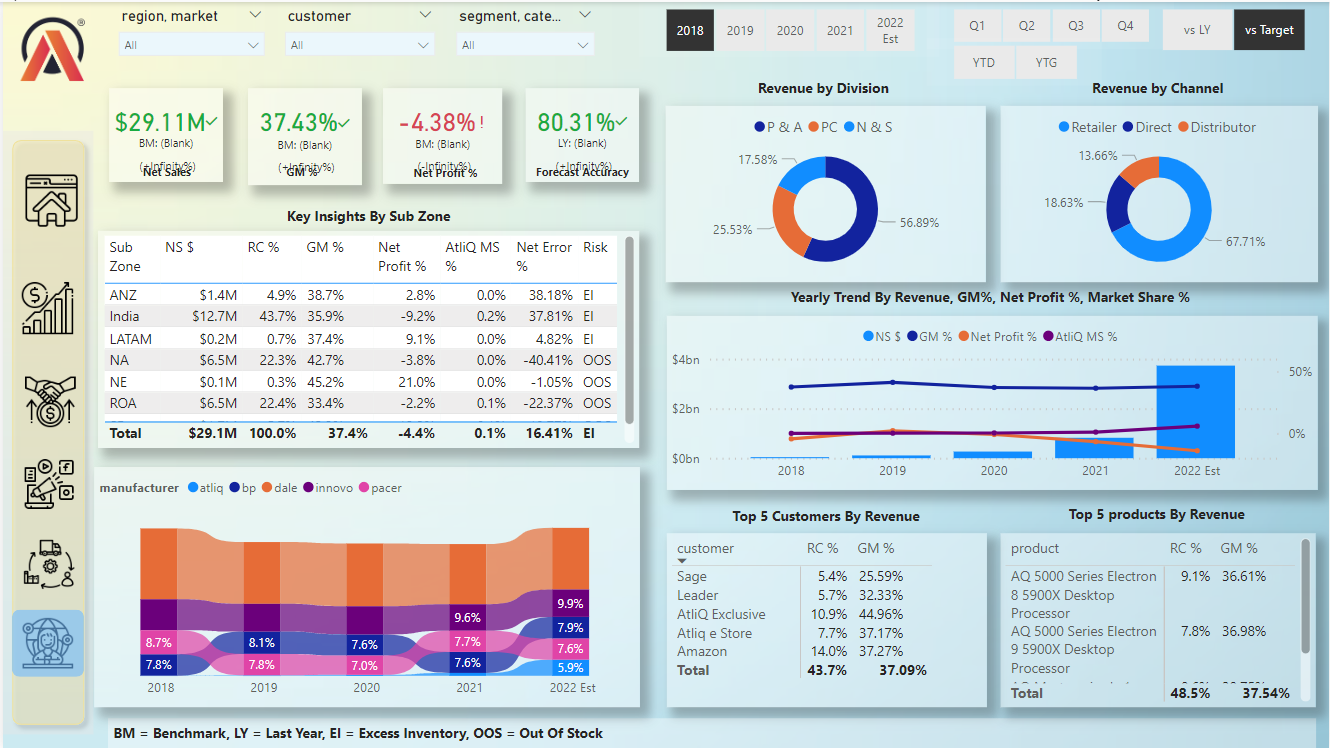 region, market
customer
segment, cate...
All
All
All
2018
2019
2020
2021
2022
Est
Q1
Q2
Q3
Q4
YTD
YTG
vs LY
vs Target
$29.11M
BM: (Blank)
(+Infinity%)
Net Sales
37.43%
BM: (Blank)
(+Infinity%)
GM %
-4.38% !
BM: (Blank)
(-Infinity%)
Net Profit %
80.31%
LY: (Blank)
(+Infinity%)
Forecast Accuracy
Key Insights By Sub Zone
Sub Zone NS $ RC % GM % Net Profit % AtliQ MS % Net Error % Risk
ANZ $1.4M 4.9% 38.7% 2.8% 0.0% 38.18% EI
India $12.7M 43.7% 35.9% -9.2% 0.2% 37.81% EI
LATAM $0.2M 0.7% 37.4% 9.1% 0.0% 4.82% EI
NA $6.5M 22.3% 42.7% -3.8% 0.0% -40.41% OOS
NE $0.1M 0.3% 45.2% 21.0% 0.0% -1.05% OOS
ROA $6.5M 22.4% 33.4% -2.2% 0.1% -22.37% OOS
Total $29.1M 100.0% 37.4% -4.4% 0.1% 16.41% EI
Revenue by Division
P & A PC N & S
17.58%
25.53%
56.89%
Revenue by Channel
Retailer Direct Distributor
13.66%
18.63%
67.71%
Yearly Trend By Revenue, GM%, Net Profit %, Market Share %
NS $ GM % Net Profit % AtliQ MS %
$4bn
$2bn
$0bn
50%
0%
2018 2019 2020 2021 2022 Est
manufacturer atliq bp dale innovo pacer
8.7%
7.8%
8.1%
7.8%
7.6%
7.0%
9.6%
7.7%
7.6%
9.9%
7.9%
7.6%
5.9%
2018 2019 2020 2021 2022 Est
Top 5 Customers By Revenue
customer RC % GM %
Sage 5.4% 25.59%
Leader 5.7% 32.33%
AtliQ Exclusive 10.9% 44.96%
Atliq e Store 7.7% 37.17%
Amazon 14.0% 37.27%
Total 43.7% 37.09%
Top 5 products By Revenue
product RC % GM %
AQ 5000 Series Electron 9.1% 36.61%
8 5900X Desktop
Processor
AQ 5000 Series Electron 7.8% 36.98%
9 5900X Desktop
Processor
Total 48.5% 37.54%
BM = Benchmark, LY = Last Year, EI = Excess Inventory, OOS = Out Of Stock